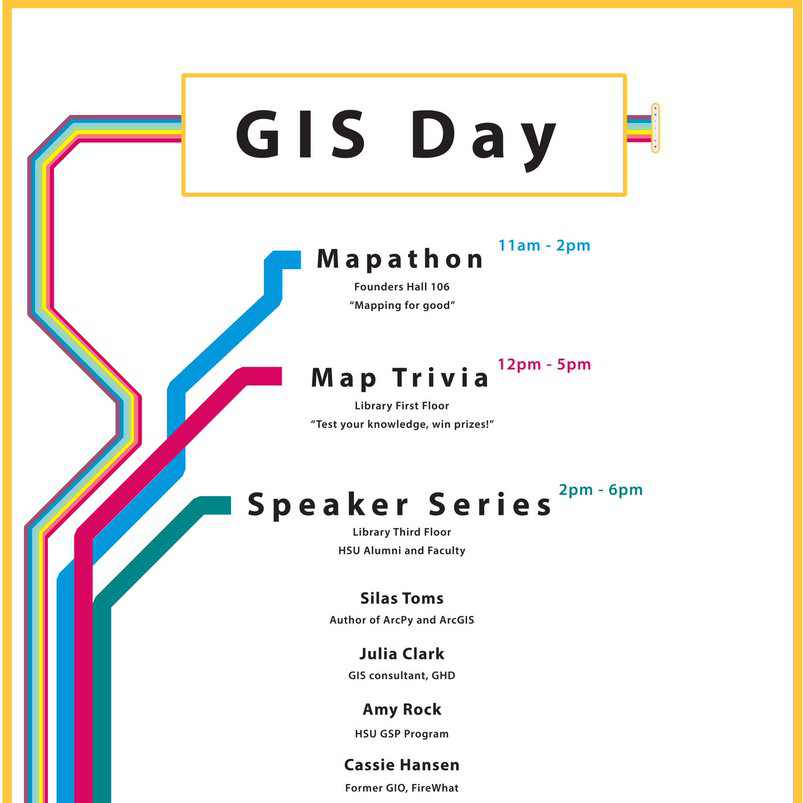 GIS Day
Mapathon 11am - 2pm
Founders Hall 106
“Mapping for good”
Map Trivia 12pm - 5pm
Library First Floor
“Test your knowledge, win prizes!”
Speaker Series 2pm - 6pm
Library Third Floor
HSU Alumni and Faculty
Silas Toms
Author of ArcPy and ArcGIS
Julia Clark
GIS consultant, GHD
Amy Rock
HSU GSP Program
Cassie Hansen
Former GIO, FireWhat